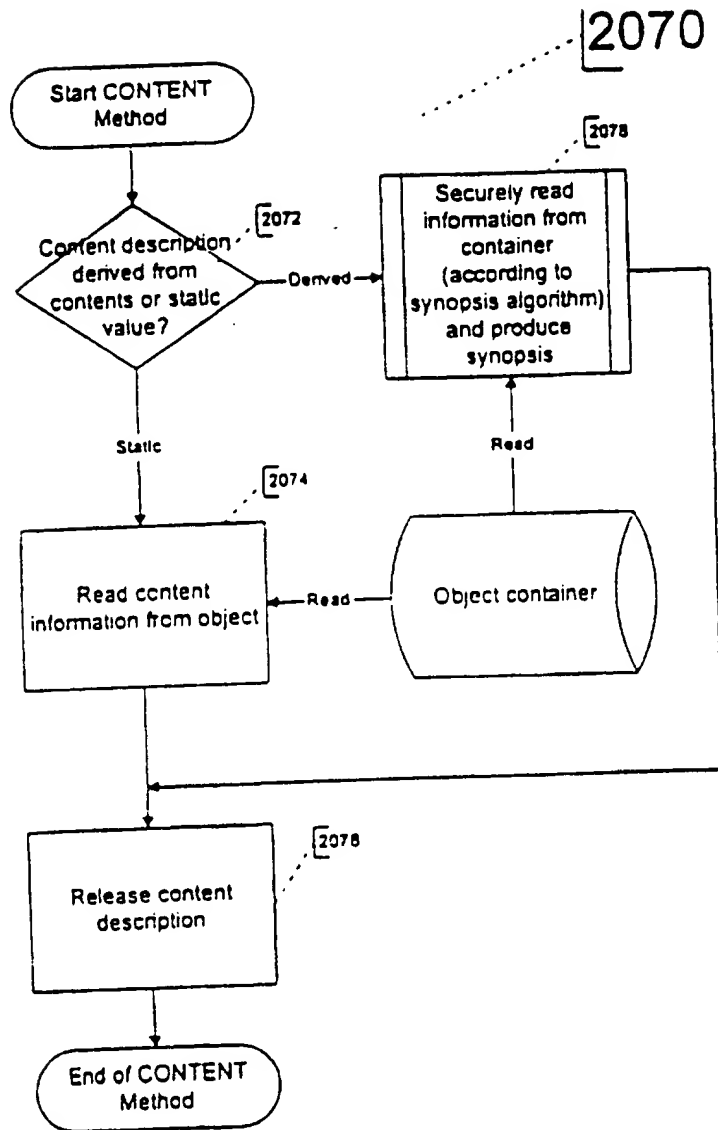 2070
Start CONTENT
Method
2078
2072
Content description
derived from
contents or static
value?
Derived
Securely read
information from
container
(according to
synopsis algorithm)
and produce
synopsis
Static
Read
2074
Read content
information from object
Read
Object container
2076
Release content
description
End of CONTENT
Method